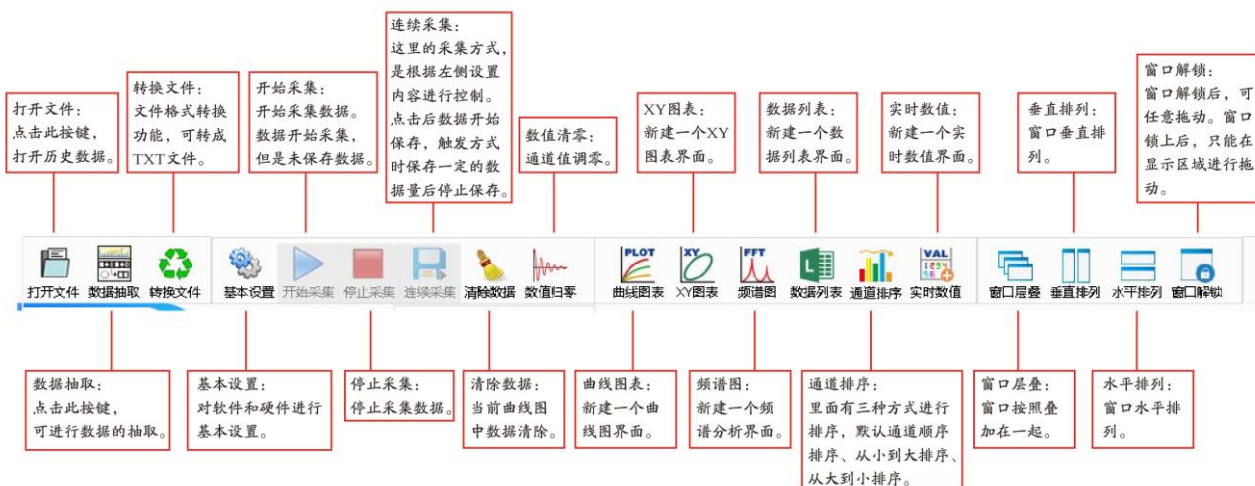 连续采集：
这里的采集方式，
是根据左侧设置
内容进行控制。
点击后数据开始
保存，触发方式
时保存一定的数
据量后停止保存。
打开文件：
点击此按键，
打开历史数据。
转换文件：
文件格式转换
功能，可转成
TXT文件。
开始采集：
开始采集数据。
数据开始采集，
但是未保存数据。
数值清零：
通道值调零。
XY图表：
新建一个XY
图表界面。
数据列表：
新建一个数
据列表界面。
实时数值：
新建一个实
时数值界面。
垂直排列：
窗口垂直排
列。
窗口解锁：
窗口解锁后，可
任意拖动。窗口
锁上后，只能在
显示区域进行拖
动。
PLOT
XY
FFT
L
VAL
打开文件 数据抽取 转换文件 基本设置 开始采集 停止采集 连续采集 清除数据 数值归零 曲线图表 XY图表 频谱图 数据列表 通道排序 实时数值 窗口层叠 垂直排列 水平排列 窗口解锁
数据抽取：
点击此按键，
可进行数据的抽取。
基本设置：
对软件和硬件进行
基本设置。
停止采集：
停止采集数据。
清除数据：
当前曲线图
中数据清除。
曲线图表：
新建一个曲
线图界面。
频谱图：
新建一个频
谱分析界面。
通道排序：
里面有三种方式进行
排序，默认通道顺序
排序、从小到大排序、
从大到小排序。
窗口层叠：
窗口按照叠
加在一起。
水平排列：
窗口水平排
列。